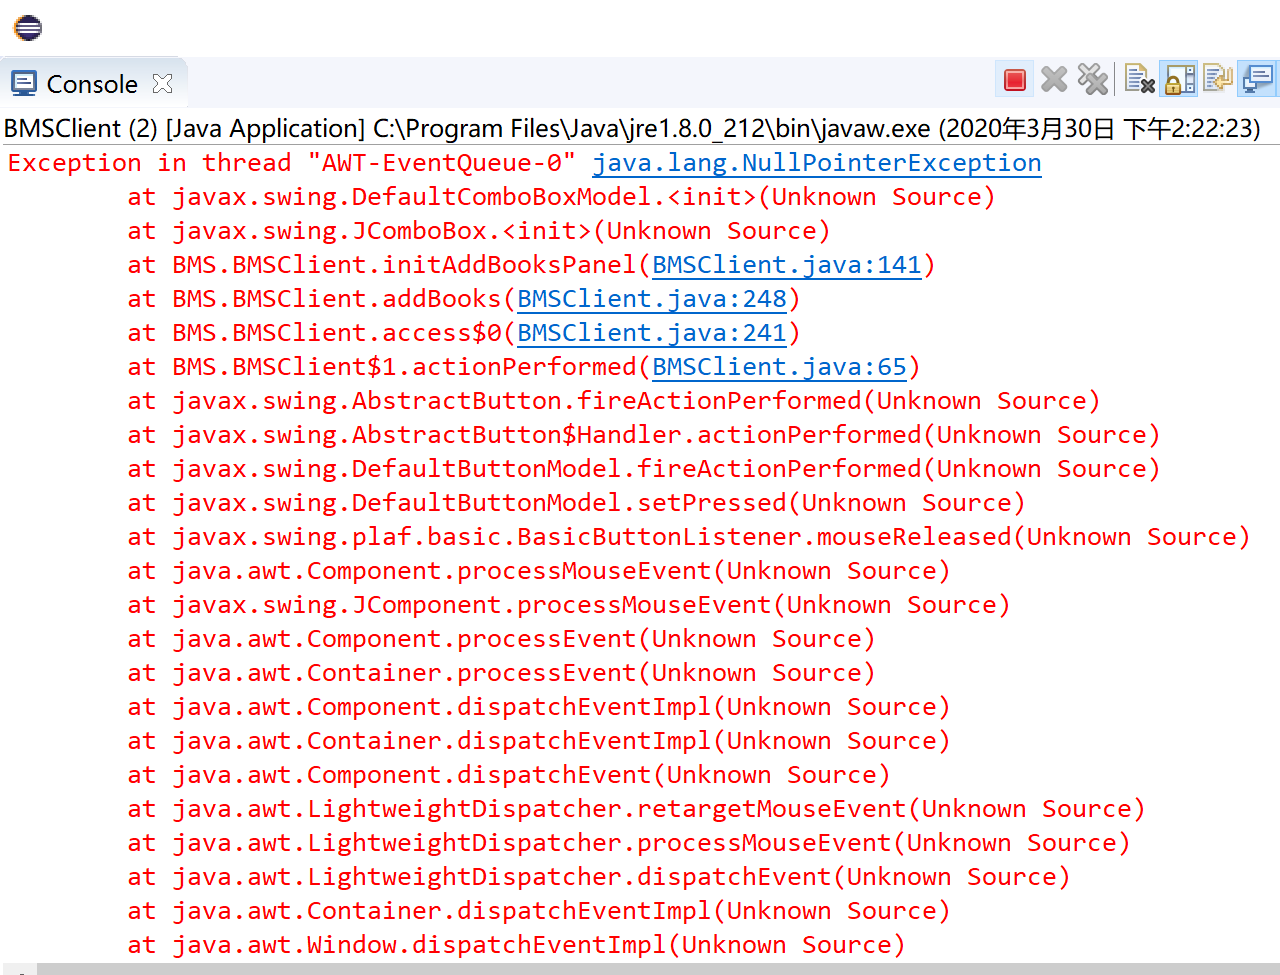 Console
BMSClient (2) [Java Application] C:\Program Files\Java\jre1.8.0_212\bin\javaw.exe (2020年3月30日 下午2:22:23)
Exception in thread "AWT-EventQueue-0" java.lang.NullPointerException
at javax.swing.DefaultComboBoxModel.<init>(Unknown Source)
at javax.swing.JComboBox.<init>(Unknown Source)
at BMS.BMSClient.initAddBooksPanel(BMSClient.java:141)
at BMS.BMSClient.addBooks(BMSClient.java:248)
at BMS.BMSClient.access$0(BMSClient.java:241)
at BMS.BMSClient$1.actionPerformed(BMSClient.java:65)
at javax.swing.AbstractButton.fireActionPerformed(Unknown Source)
at javax.swing.AbstractButton$Handler.actionPerformed(Unknown Source)
at javax.swing.DefaultButtonModel.fireActionPerformed(Unknown Source)
at javax.swing.DefaultButtonModel.setPressed(Unknown Source)
at javax.swing.plaf.basic.BasicButtonListener.mouseReleased(Unknown Source)
at java.awt.Component.processMouseEvent(Unknown Source)
at javax.swing.JComponent.processMouseEvent(Unknown Source)
at java.awt.Component.processEvent(Unknown Source)
at java.awt.Container.processEvent(Unknown Source)
at java.awt.Component.dispatchEventImpl(Unknown Source)
at java.awt.Container.dispatchEventImpl(Unknown Source)
at java.awt.Component.dispatchEvent(Unknown Source)
at java.awt.LightweightDispatcher.retargetMouseEvent(Unknown Source)
at java.awt.LightweightDispatcher.processMouseEvent(Unknown Source)
at java.awt.LightweightDispatcher.dispatchEvent(Unknown Source)
at java.awt.Container.dispatchEventImpl(Unknown Source)
at java.awt.Window.dispatchEventImpl(Unknown Source)